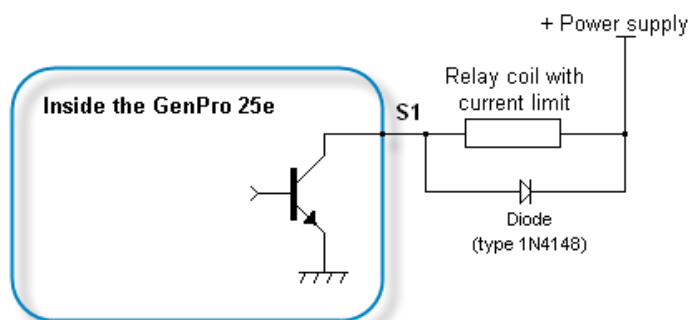 + Power supply
Relay coil with
current limit
Inside the GenPro 25e
S1
Diode
(type 1N4148)